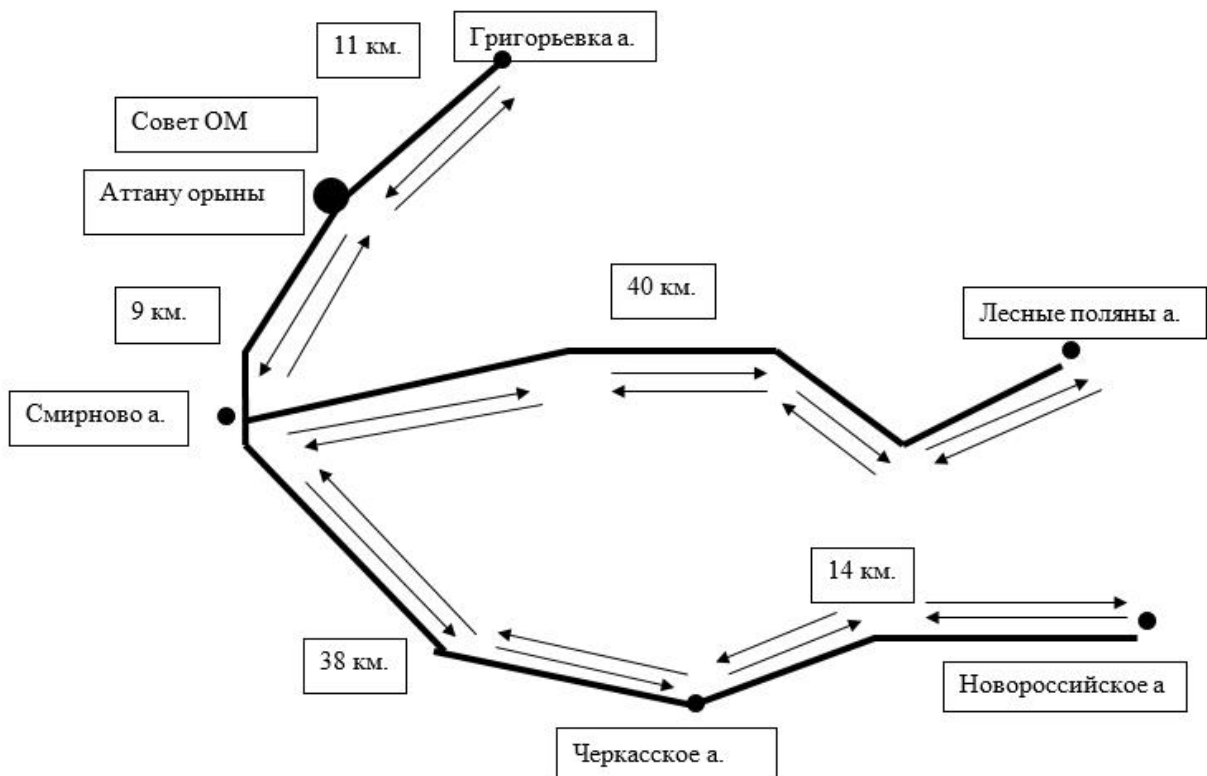 11 км.
Григорьевка а.
Совет ОМ
Аттану орыны
9 км.
40 км.
Лесные поляны а.
Смирново а.
14 км.
38 км.
Новороссийское а
Черкасское а.